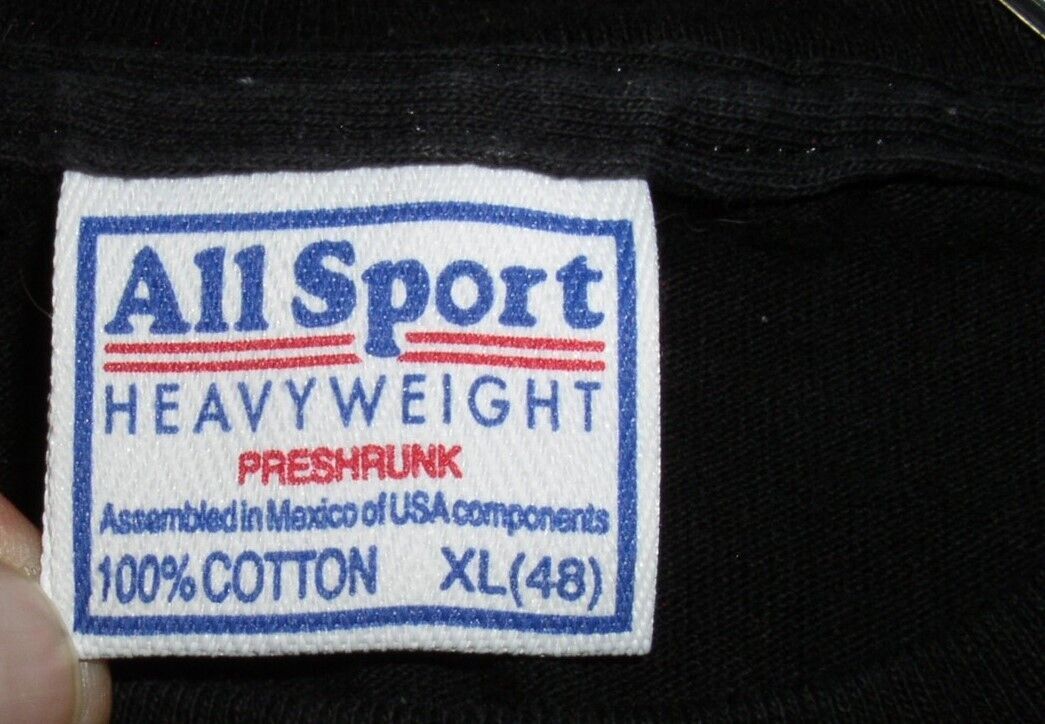 All Sport
HEAVYWEIGHT
PRESHRUNK
Assembled in Mexico of USA components
100% COTTON XL (48)